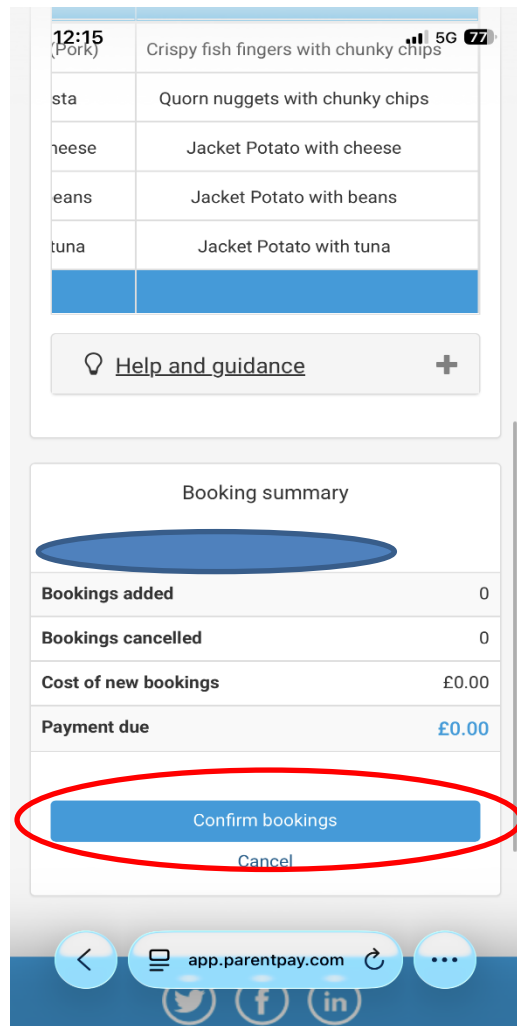 12:15
5G 77
(Pork) Crispy fish fingers with chunky chips
sta Quorn nuggets with chunky chips
heese Jacket Potato with cheese
eans Jacket Potato with beans
tuna Jacket Potato with tuna
Help and guidance
Booking summary
Bookings added 0
Bookings cancelled 0
Cost of new bookings £0.00
Payment due £0.00
Confirm bookings
Cancel
app.parentpay.com